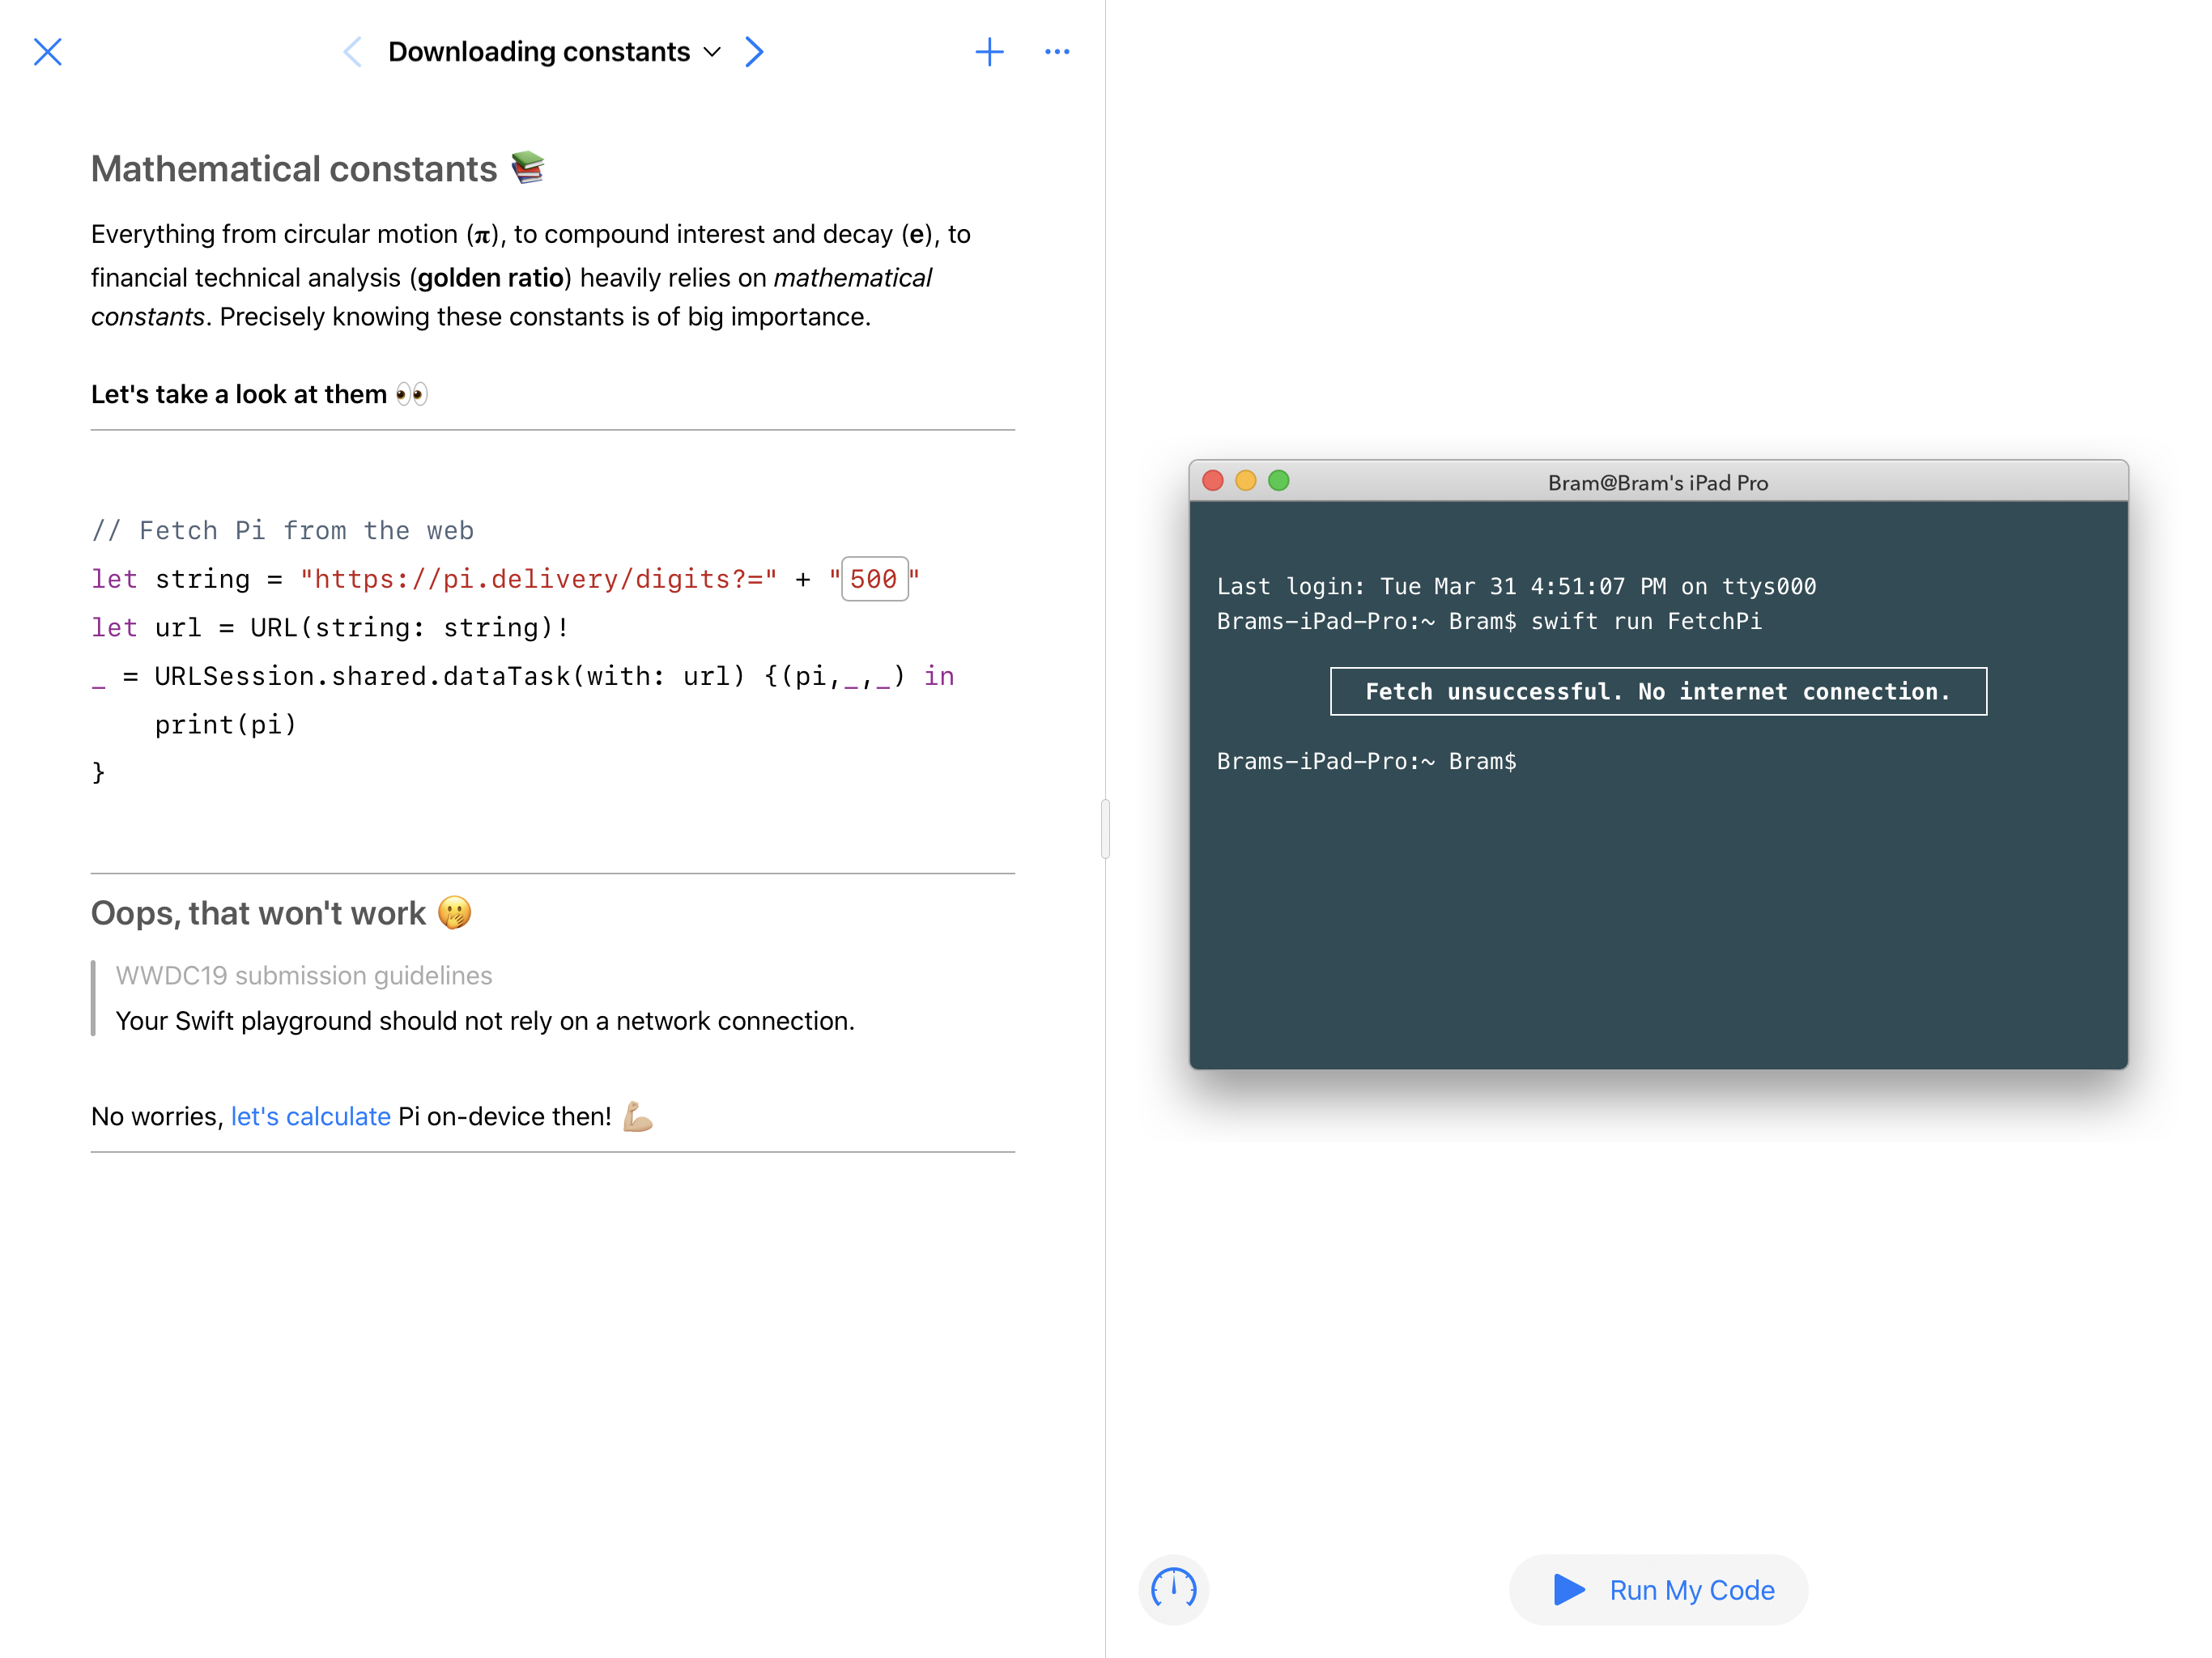 Downloading constants
Mathematical constants 📚
Everything from circular motion (π), to compound interest and decay (e), to
financial technical analysis (golden ratio) heavily relies on mathematical
constants. Precisely knowing these constants is of big importance.
Let's take a look at them 👀
// Fetch Pi from the web
let string = "https://pi.delivery/digits?=" + "500"
let url = URL(string: string)!
_ = URLSession.shared.dataTask(with: url) {(pi,_,_) in
    print(pi)
}
Oops, that won't work 🤭
WWDC19 submission guidelines
Your Swift playground should not rely on a network connection.
No worries, let's calculate Pi on-device then! 💪🏼
Bram@Bram's iPad Pro
Last login: Tue Mar 31 4:51:07 PM on ttys000
Brams-iPad-Pro:~ Bram$ swift run FetchPi
Fetch unsuccessful. No internet connection.
Brams-iPad-Pro:~ Bram$
Run My Code